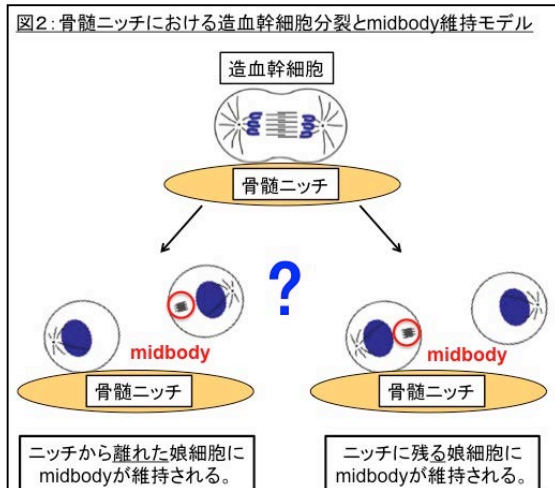 図2:骨髄ニッチにおける造血幹細胞分裂とmidbody維持モデル
造血幹細胞
骨髄ニッチ
?
midbody
骨髄ニッチ
ニッチから離れた娘細胞に
midbodyが維持される。
midbody
骨髄ニッチ
ニッチに残る娘細胞に
midbodyが維持される。